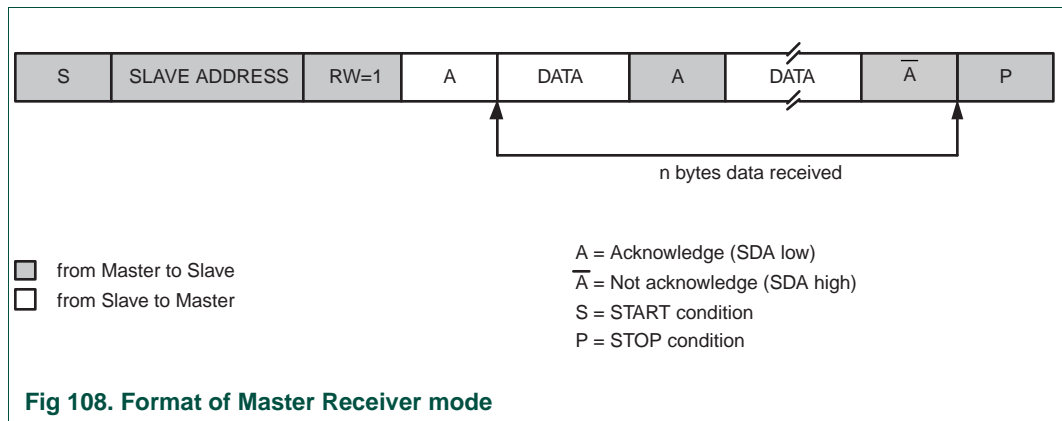 S SLAVE ADDRESS RW=1 A DATA A DATA A̅ P
n bytes data received
from Master to Slave
from Slave to Master
A = Acknowledge (SDA low)
A̅ = Not acknowledge (SDA high)
S = START condition
P = STOP condition
Fig 108. Format of Master Receiver mode